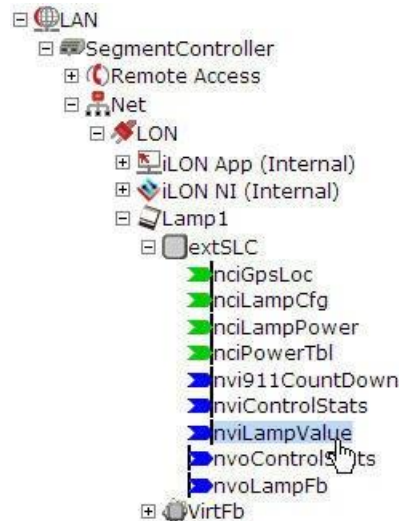 LAN
SegmentController
Remote Access
Net
LON
iLON App (Internal)
iLON NI (Internal)
Lamp1
extSLC
nciGpsLoc
nciLampCfg
nciLampPower
nciPowerTbl
nvi911CountDown
nviControlStats
nviLampValue
nvoLampFb
VirtFb